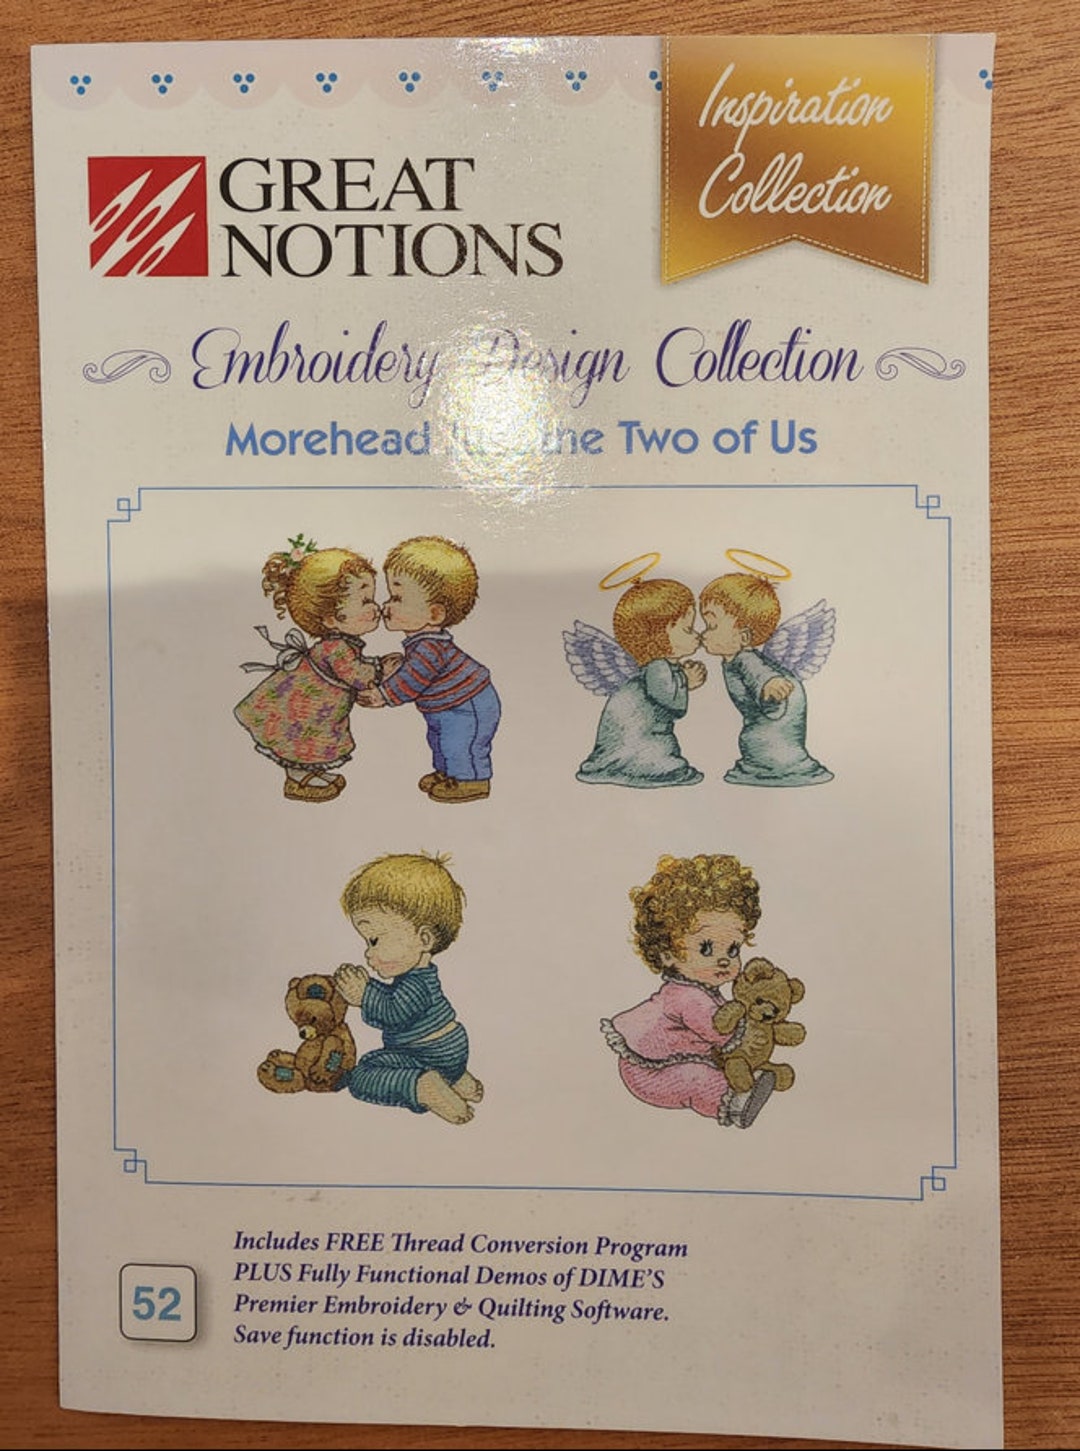 Inspiration
Collection
GREAT
NOTIONS
Embroidery Design Collection
Morehead Just the Two of Us
Includes FREE Thread Conversion Program
PLUS Fully Functional Demos of DIME'S
Premier Embroidery & Quilting Software.
Save function is disabled.
52